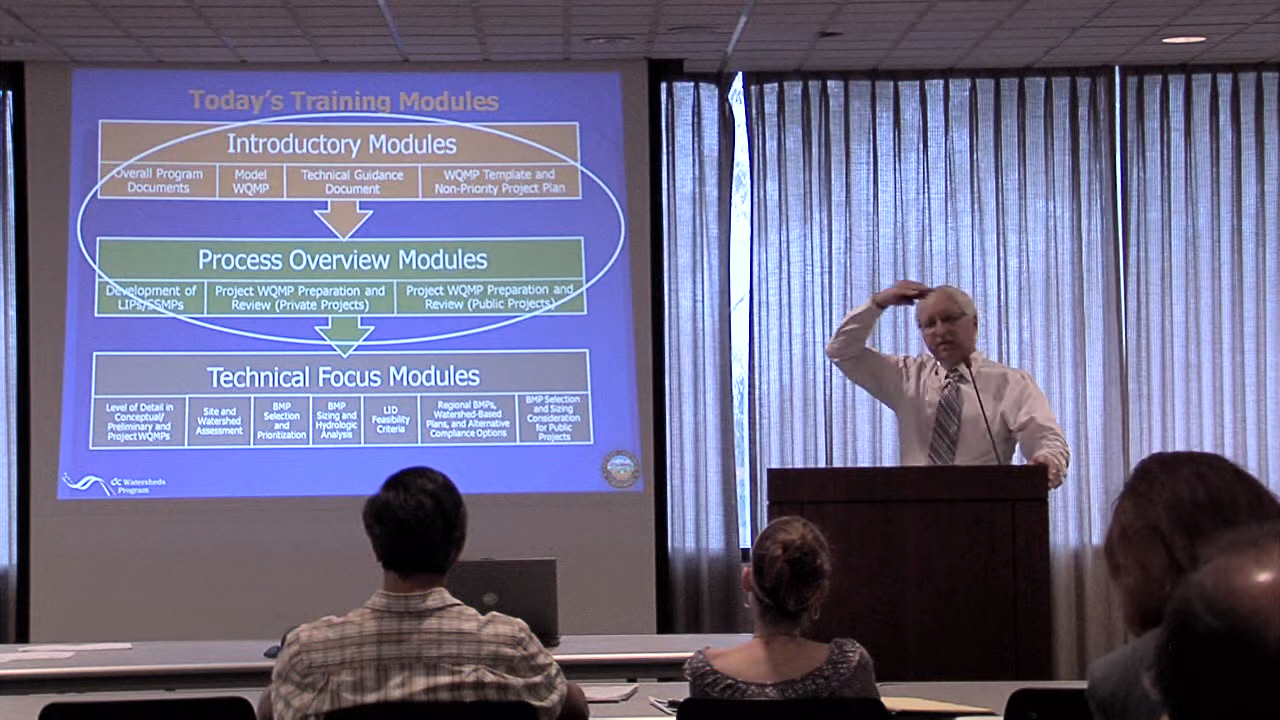 Today's Training Modules
Introductory Modules
Overall Program
Documents
Model
WQMP
Technical Guidance
Document
WQMP Template and
Non-Priority Project Plan
Process Overview Modules
Development of
LIPs/SSMPs
Project WQMP Preparation and
Review (Private Projects)
Project WQMP Preparation and
Review (Public Projects)
Technical Focus Modules
Level of Detail in
Conceptual/
Preliminary and
Project WQMPs
Site and
Watershed
Assessment
BMP
Selection
and
Prioritization
BMP
Sizing and
Hydrologic
Analysis
LID
Feasibility
Criteria
Regional BMPs,
Watershed-Based
Plans, and Alternative
Compliance Options
BMP Selection
and Sizing
Consideration
for Public
Projects
OC Watersheds
Program